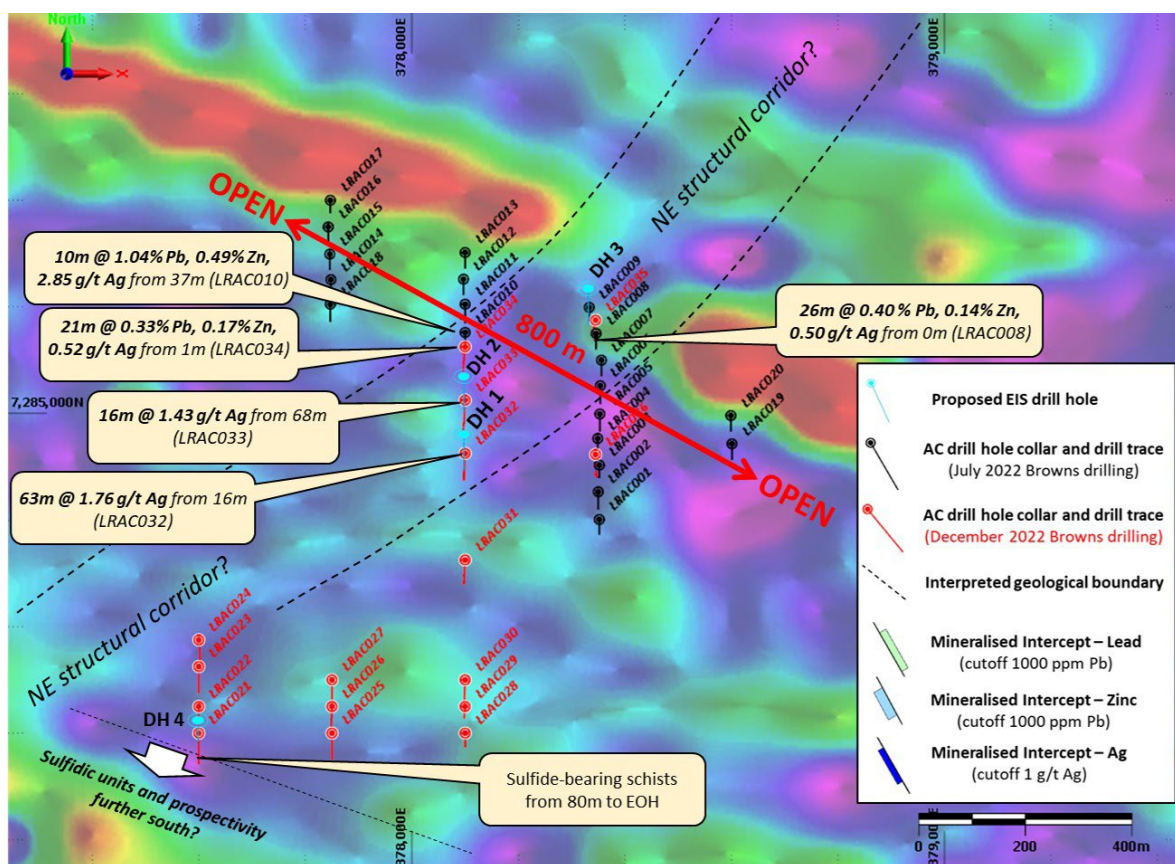 North
X
378,000E
379,000E
NE structural corridor?
OPEN
LRAC017
LRAC016
LRAC015
LRAC014
LRAC018
LRAC013
LRAC012
LRAC011
LRAC010
LRAC034
DH 2
LRAC033
DH 1
LRAC032
DH 3
LRAC009
LRAC035
LRAC008
LRAC007
800 m
LRAC004
LRAC002
LRAC001
LRAC020
LRAC019
OPEN
10m @ 1.04% Pb, 0.49% Zn,
2.85 g/t Ag from 37m (LRAC010)
21m @ 0.33% Pb, 0.17% Zn,
0.52 g/t Ag from 1m (LRAC034)
26m @ 0.40% Pb, 0.14% Zn,
0.50 g/t Ag from 0m (LRAC008)
7,285,000N
16m @ 1.43 g/t Ag from 68m
(LRAC033)
63m @ 1.76 g/t Ag from 16m
(LRAC032)
LRAC031
NE structural corridor?
LRAC024
LRAC023
LRAC022
LRAC021
DH 4
LRAC027
LRAC026
LRAC025
LRAC030
LRAC029
LRAC028
Sulfidic units and prospectivity
further south?
Sulfide-bearing schists
from 80m to EOH
378,000E
379,000E
Proposed EIS drill hole
AC drill hole collar and drill trace
(July 2022 Browns drilling)
AC drill hole collar and drill trace
(December 2022 Browns drilling)
Interpreted geological boundary
Mineralised Intercept – Lead
(cutoff 1000 ppm Pb)
Mineralised Intercept – Zinc
(cutoff 1000 ppm Pb)
Mineralised Intercept – Ag
(cutoff 1 g/t Ag)
0 200 400m